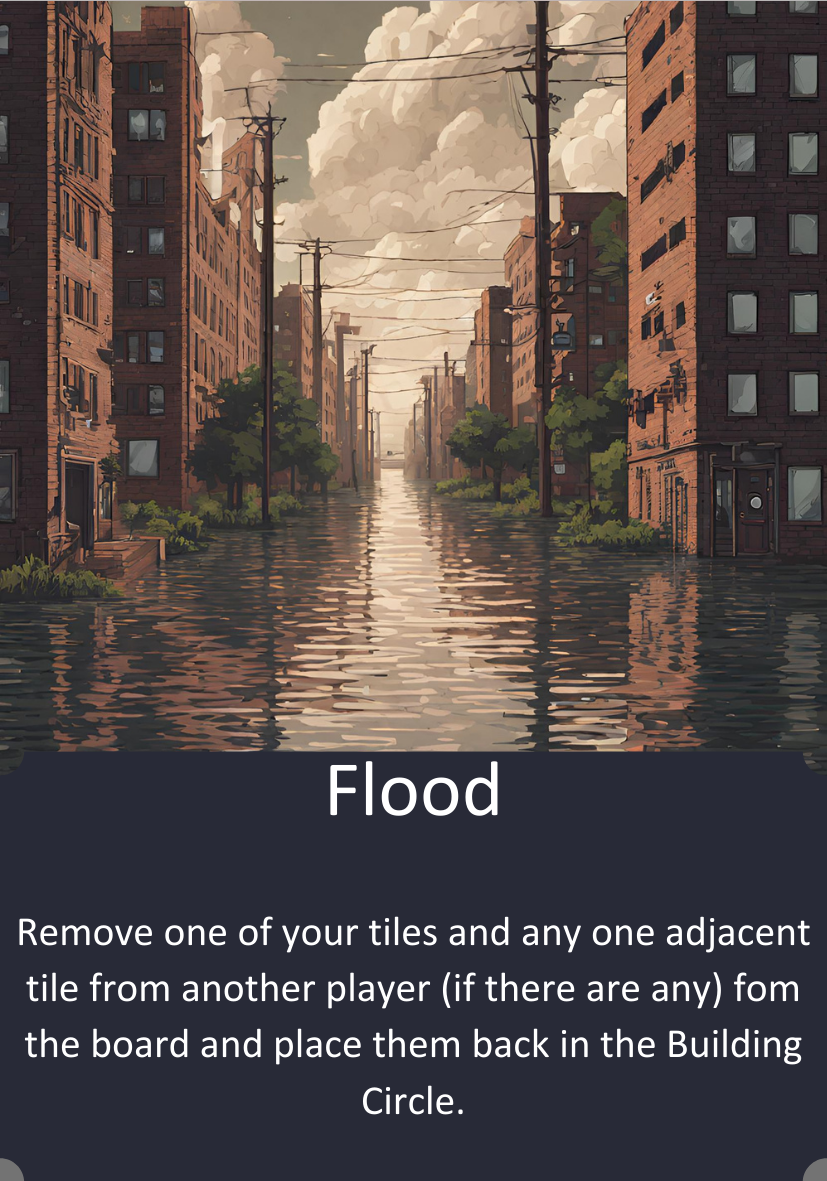 Flood
Remove one of your tiles and any one adjacent
tile from another player (if there are any) fom
the board and place them back in the Building
Circle.